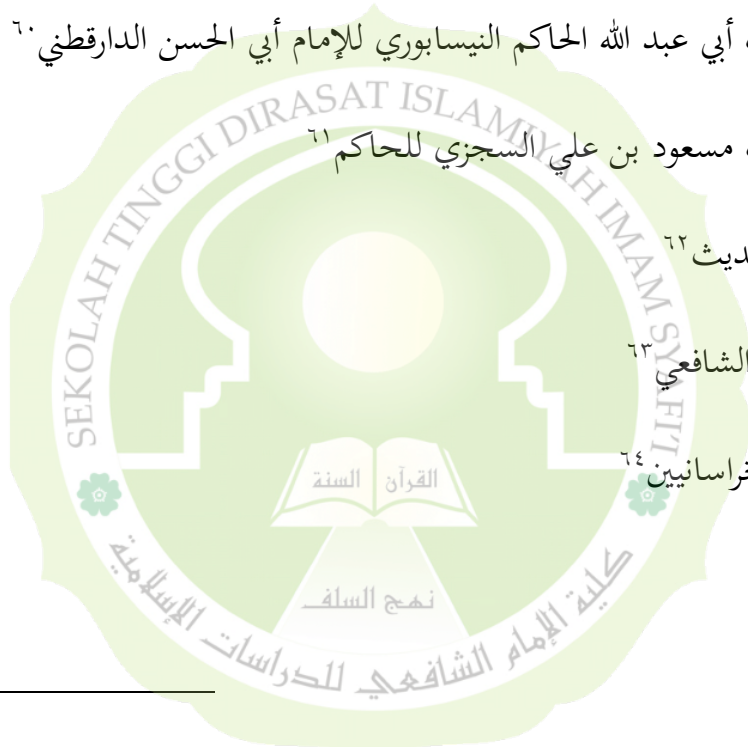 ، أبي عبد الله الحاكم النيسابوري للإمام أبي الحسن الدارقطني٦٠
، مسعود بن علي السجزي للحاكم٦١
ديث٦٢
الشافعي٦٣
راسانيين٦٤
SEKOLAH TINGGI DIRASAT ISLAMIYAH IMAM SYAFI'I
القرآن السنة
نهج السلف
كلية الإمام الشافعي للدراسات الإسلامية